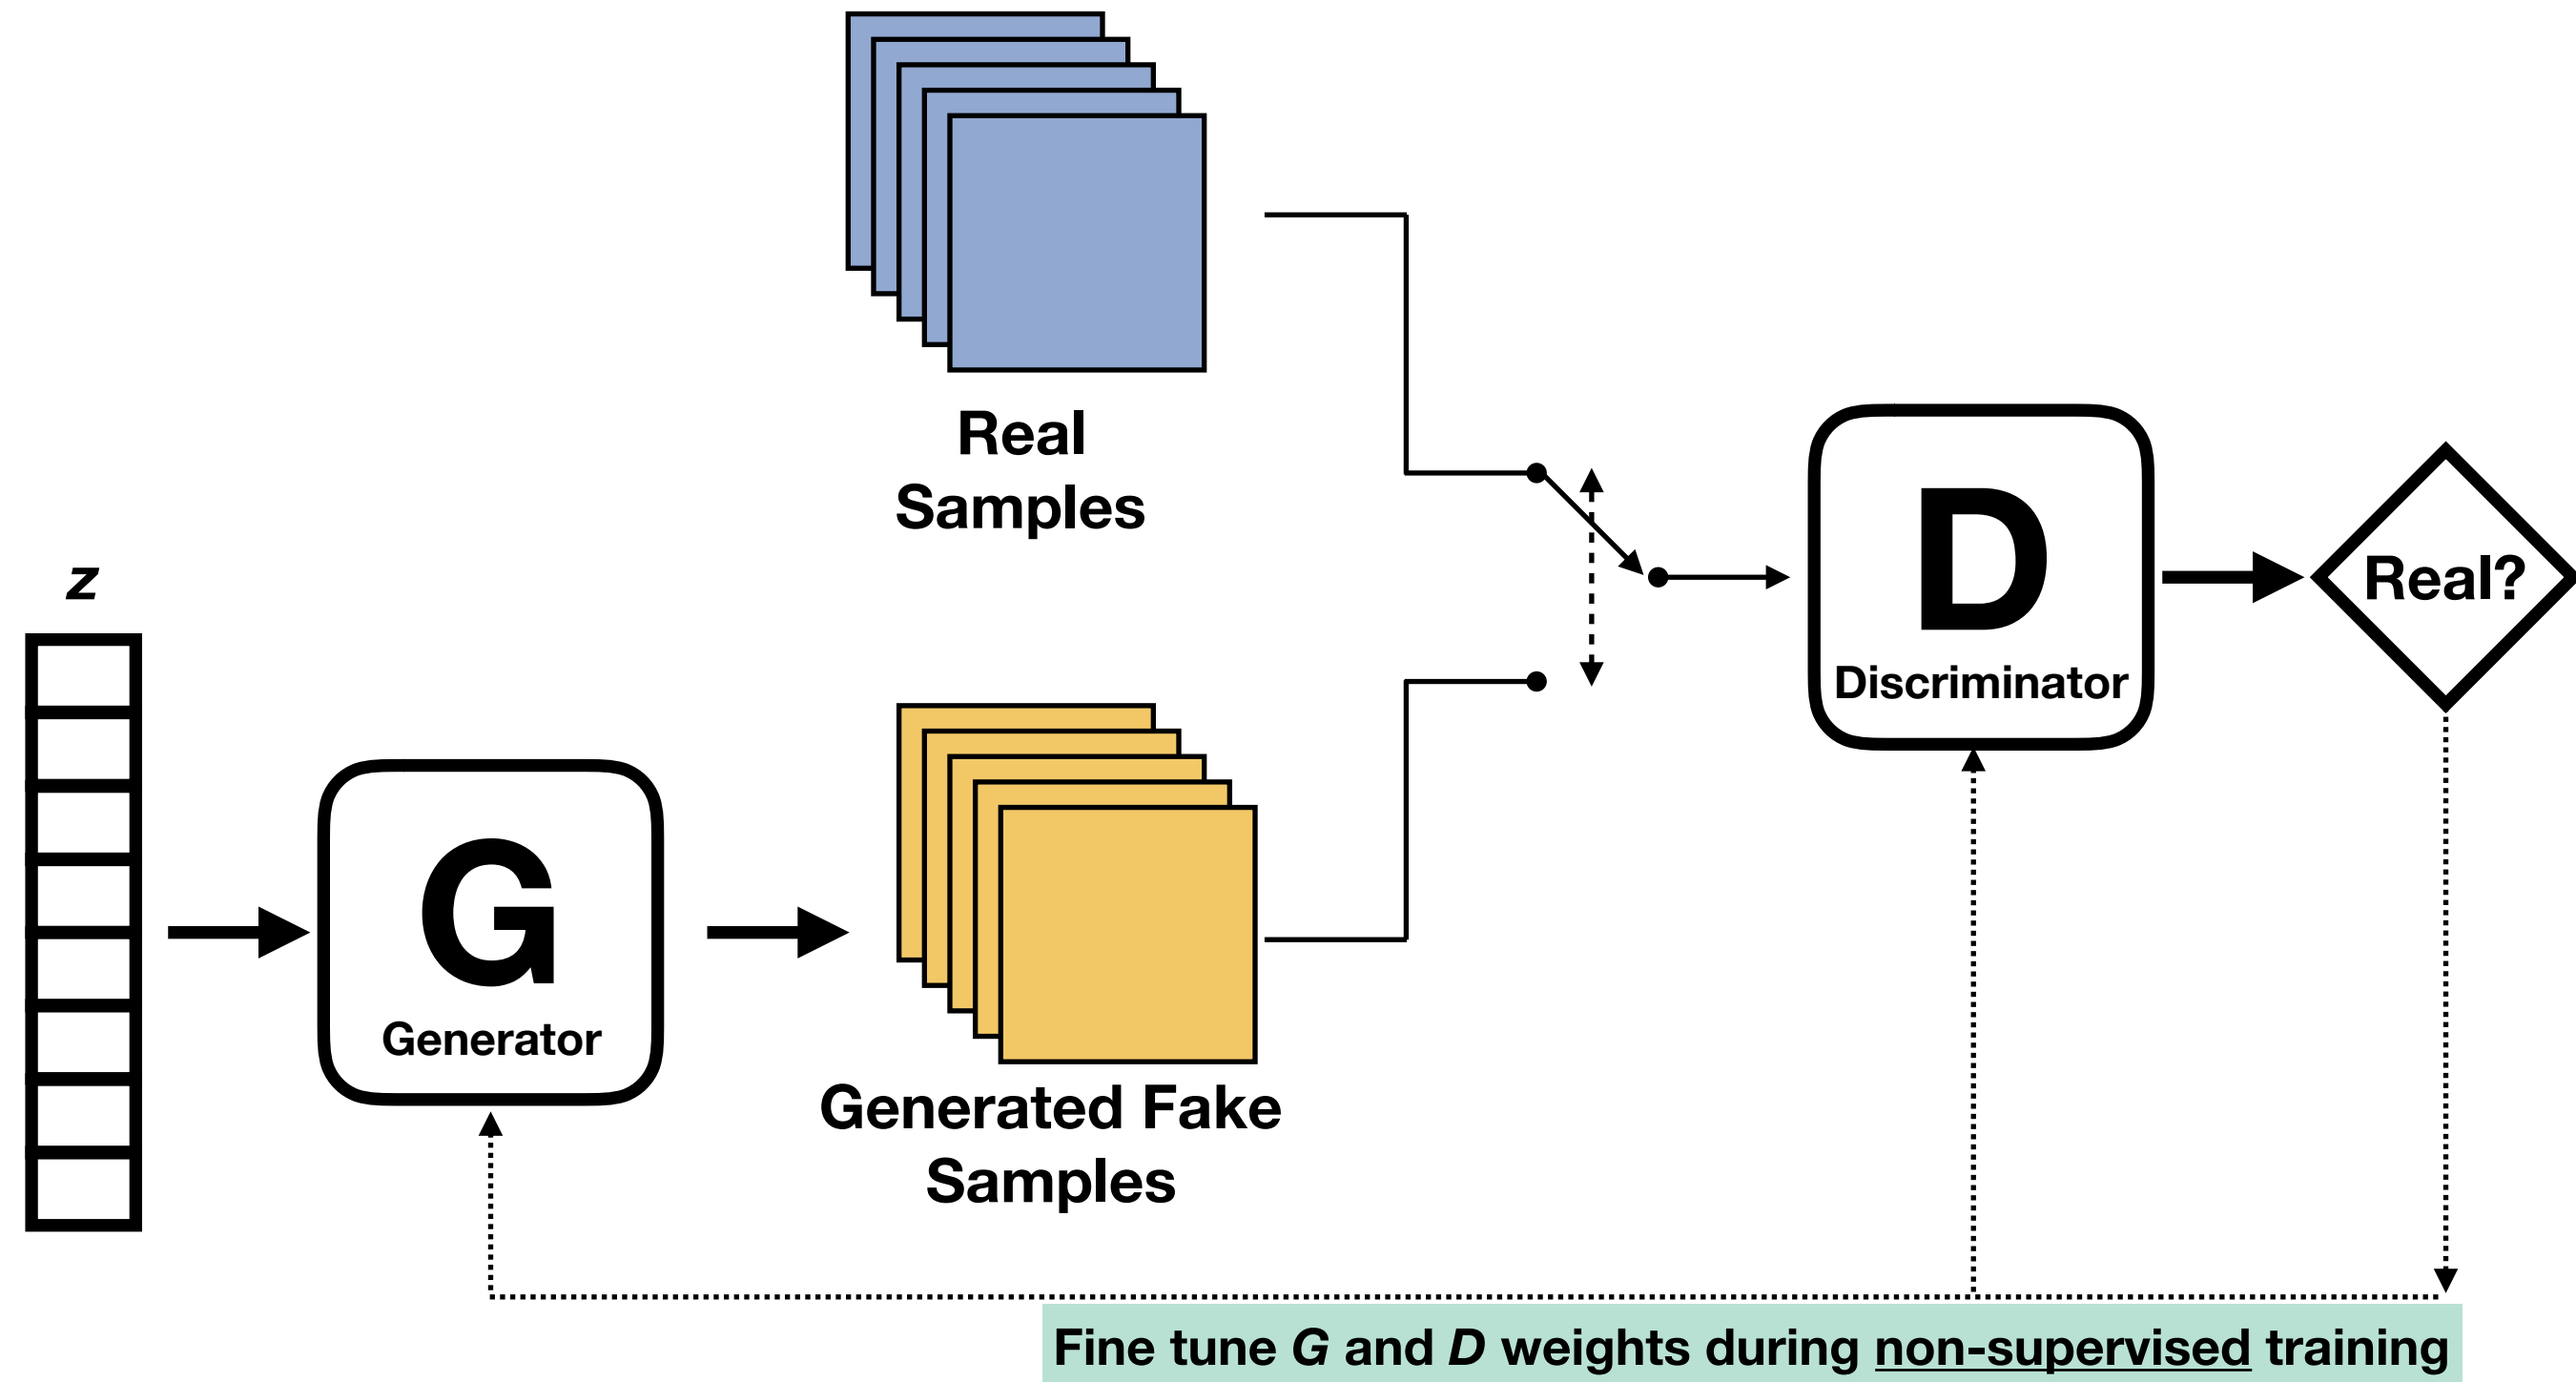 Real
Samples
z
G
Generator
Generated Fake
Samples
D
Discriminator
Real?
Fine tune G and D weights during non-supervised training